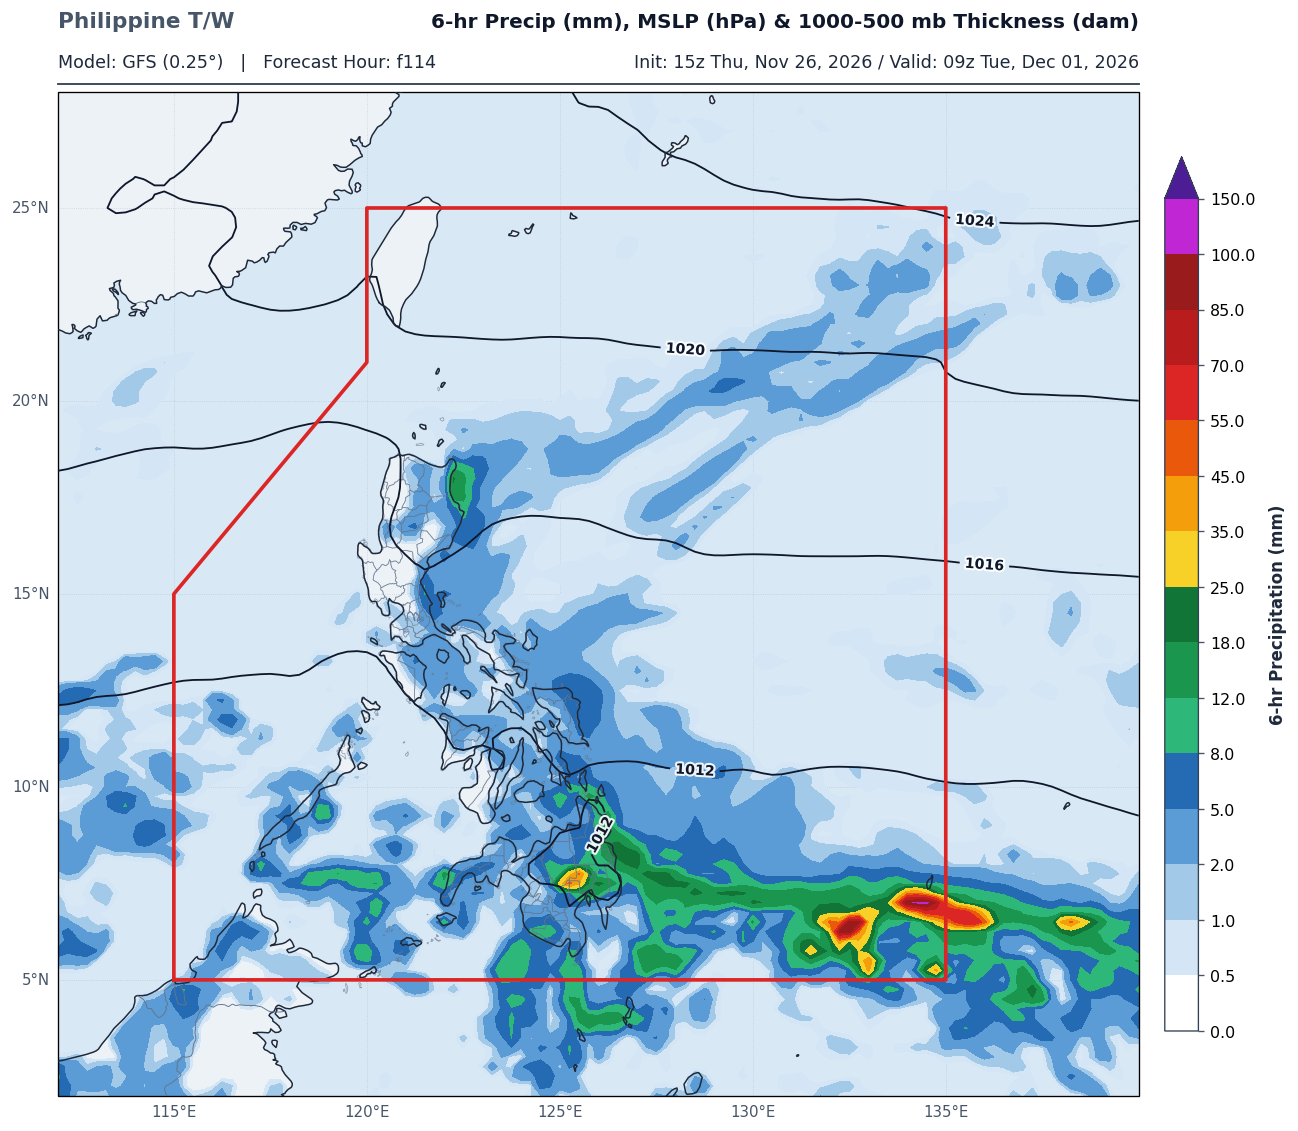 Philippine T/W
6-hr Precip (mm), MSLP (hPa) & 1000-500 mb Thickness (dam)
Model: GFS (0.25°) | Forecast Hour: f114
Init: 15z Thu, Nov 26, 2026 / Valid: 09z Tue, Dec 01, 2026
25°N
20°N
15°N
10°N
5°N
115°E
120°E
125°E
130°E
135°E
1024
1020
1016
1012
1012
150.0
100.0
85.0
70.0
55.0
45.0
35.0
25.0
18.0
12.0
8.0
5.0
2.0
1.0
0.5
0.0
6-hr Precipitation (mm)